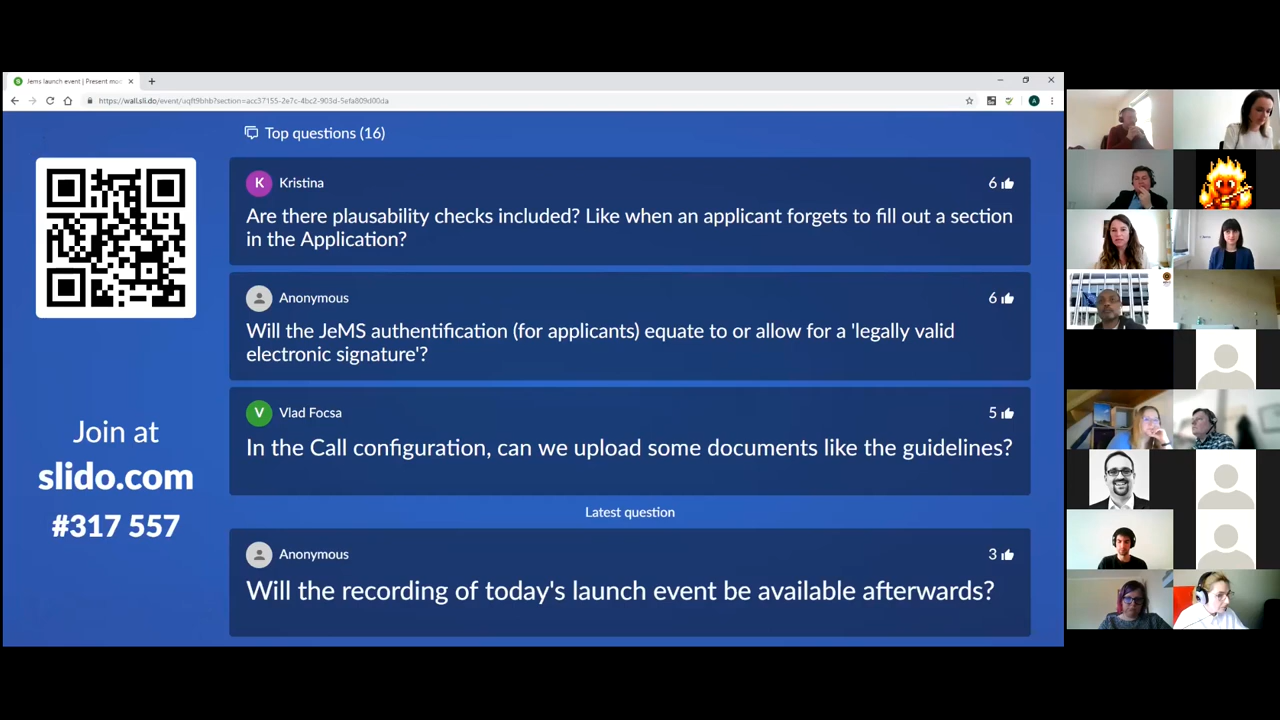 Jems launch event | Present mo
https://wall.sli.do/event/uqft9bhb?section=acc37155-2e7c-4bc2-903d-5efa809d00da
A
Top questions (16)
K Kristina 6
Are there plausability checks included? Like when an applicant forgets to fill out a section
in the Application?
Anonymous 6
Will the JeMS authentification (for applicants) equate to or allow for a 'legally valid
electronic signature'?
V Vlad Focsa 5
In the Call configuration, can we upload some documents like the guidelines?
Latest question
Anonymous 3
Will the recording of today's launch event be available afterwards?
Join at
slido.com
#317 557